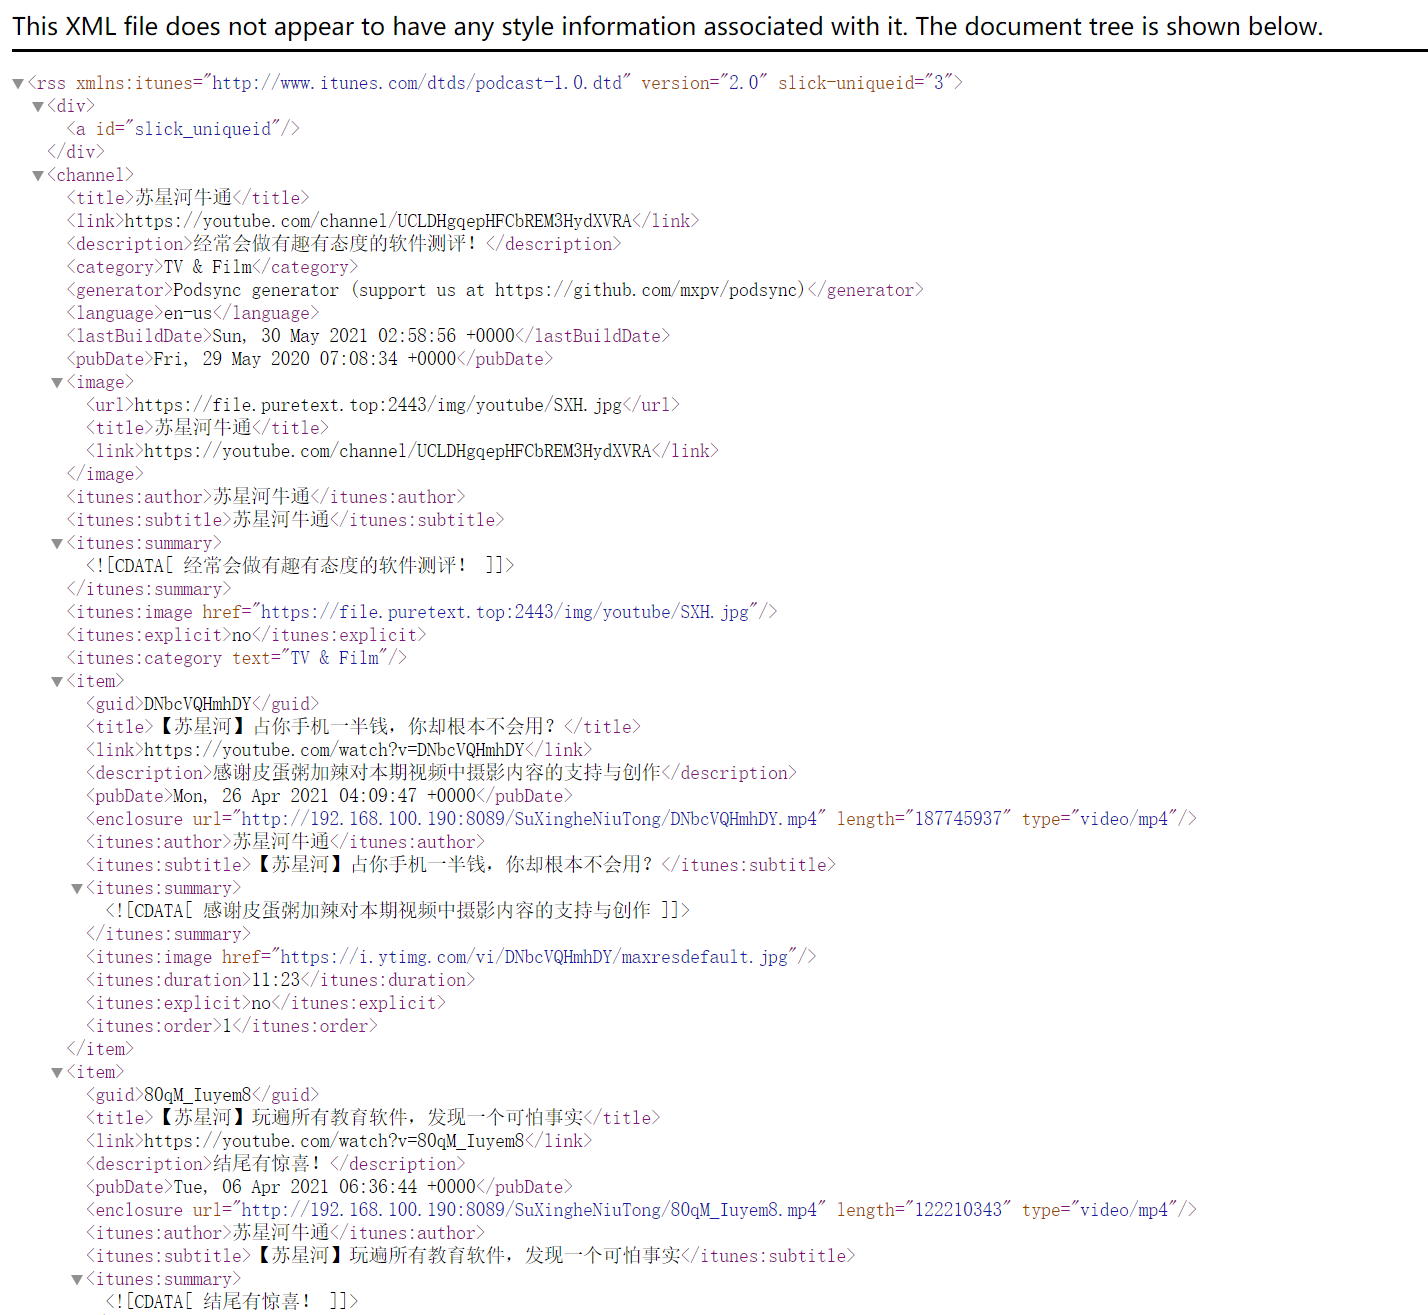 This XML file does not appear to have any style information associated with it. The document tree is shown below.
▼<rss xmlns:itunes="http://www.itunes.com/dtds/podcast-1.0.dtd" version="2.0" slick-uniqueid="3">
▼<div>
<a id="slick_uniqueid"/>
</div>
▼<channel>
<title>苏星河牛通</title>
<link>https://youtube.com/channel/UCLDHgqepHFCbREM3HydXVRA</link>
<description>经常会做有趣有态度的软件测评！</description>
<category>TV & Film</category>
<generator>Podsync generator (support us at https://github.com/mxpv/podsync)</generator>
<language>en-us</language>
<lastBuildDate>Sun, 30 May 2021 02:58:56 +0000</lastBuildDate>
<pubDate>Fri, 29 May 2020 07:08:34 +0000</pubDate>
▼<image>
<url>https://file.puretext.top:2443/img/youtube/SXH.jpg</url>
<title>苏星河牛通</title>
<link>https://youtube.com/channel/UCLDHgqepHFCbREM3HydXVRA</link>
</image>
<itunes:author>苏星河牛通</itunes:author>
<itunes:subtitle>苏星河牛通</itunes:subtitle>
▼<itunes:summary>
<![CDATA[ 经常会做有趣有态度的软件测评！ ]]>
</itunes:summary>
<itunes:image href="https://file.puretext.top:2443/img/youtube/SXH.jpg"/>
<itunes:explicit>no</itunes:explicit>
<itunes:category text="TV & Film"/>
▼<item>
<guid>DNbcVQHmhDY</guid>
<title>【苏星河】占你手机一半钱，你却根本不会用？</title>
<link>https://youtube.com/watch?v=DNbcVQHmhDY</link>
<description>感谢皮蛋粥加辣对本期视频中摄影内容的支持与创作</description>
<pubDate>Mon, 26 Apr 2021 04:09:47 +0000</pubDate>
<enclosure url="http://192.168.100.190:8089/SuXingheNiuTong/DNbcVQHmhDY.mp4" length="187745937" type="video/mp4"/>
<itunes:author>苏星河牛通</itunes:author>
<itunes:subtitle>【苏星河】占你手机一半钱，你却根本不会用？</itunes:subtitle>
▼<itunes:summary>
<![CDATA[ 感谢皮蛋粥加辣对本期视频中摄影内容的支持与创作 ]]>
</itunes:summary>
<itunes:image href="https://i.ytimg.com/vi/DNbcVQHmhDY/maxresdefault.jpg"/>
<itunes:duration>11:23</itunes:duration>
<itunes:explicit>no</itunes:explicit>
<itunes:order>1</itunes:order>
</item>
▼<item>
<guid>80qM_Iuyem8</guid>
<title>【苏星河】玩遍所有教育软件，发现一个可怕事实</title>
<link>https://youtube.com/watch?v=80qM_Iuyem8</link>
<description>结尾有惊喜！</description>
<pubDate>Tue, 06 Apr 2021 06:36:44 +0000</pubDate>
<enclosure url="http://192.168.100.190:8089/SuXingheNiuTong/80qM_Iuyem8.mp4" length="122210343" type="video/mp4"/>
<itunes:author>苏星河牛通</itunes:author>
<itunes:subtitle>【苏星河】玩遍所有教育软件，发现一个可怕事实</itunes:subtitle>
▼<itunes:summary>
<![CDATA[ 结尾有惊喜！ ]]>